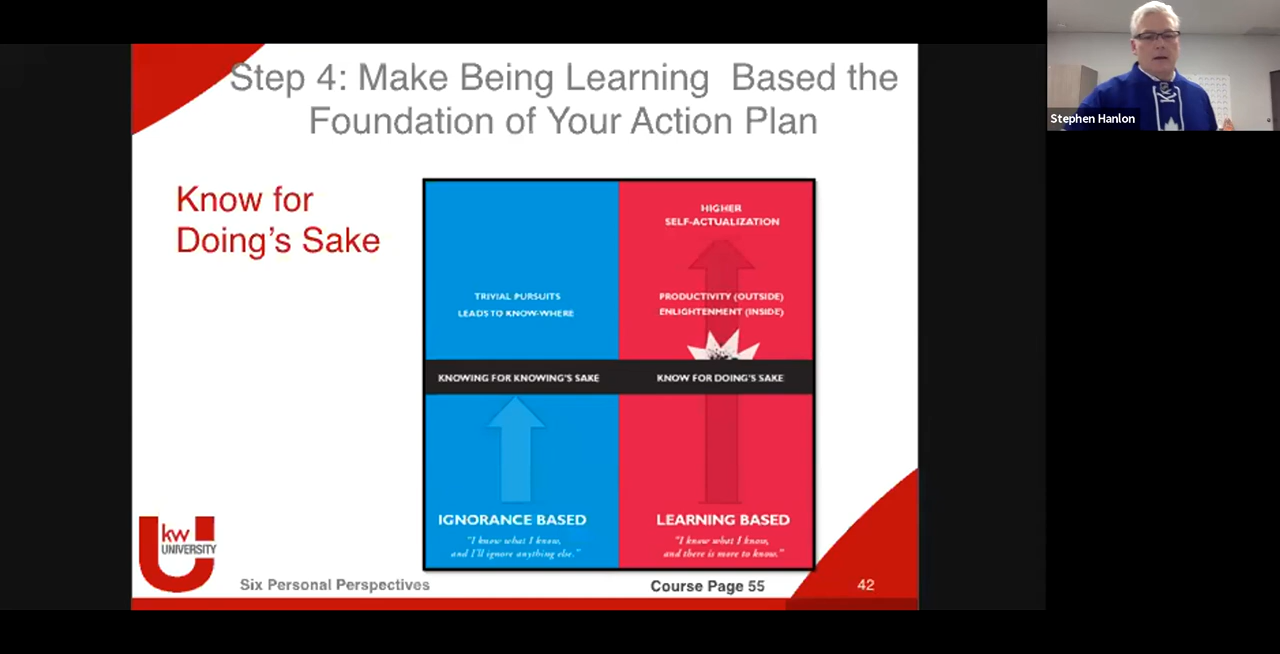 Step 4: Make Being Learning  Based the
Foundation of Your Action Plan
Stephen Hanlon
Know for
Doing's Sake
HIGHER
SELF-ACTUALIZATION
TRIVIAL PURSUITS
LEADS TO KNOW-WHERE
PRODUCTIVITY (OUTSIDE)
ENLIGHTENMENT (INSIDE)
KNOWING FOR KNOWING'S SAKE
KNOW FOR DOING'S SAKE
IGNORANCE BASED
"I know what I know,
and I'll ignore anything else."
LEARNING BASED
"I know what I know,
and there is more to know."
kw
UNIVERSITY
Six Personal Perspectives
Course Page 55
42